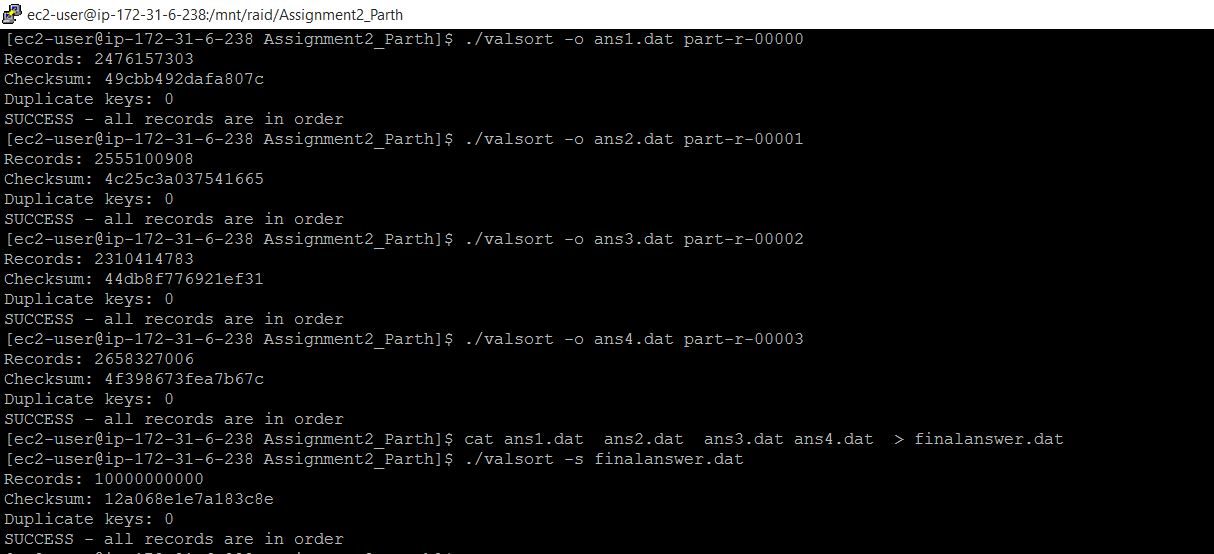 ec2-user@ip-172-31-6-238:/mnt/raid/Assignment2_Parth
[ec2-user@ip-172-31-6-238 Assignment2_Parth]$ ./valsort -o ans1.dat part-r-00000
Records: 2476157303
Checksum: 49cbb492dafa807c
Duplicate keys: 0
SUCCESS - all records are in order
[ec2-user@ip-172-31-6-238 Assignment2_Parth]$ ./valsort -o ans2.dat part-r-00001
Records: 2555100908
Checksum: 4c25c3a037541665
Duplicate keys: 0
SUCCESS - all records are in order
[ec2-user@ip-172-31-6-238 Assignment2_Parth]$ ./valsort -o ans3.dat part-r-00002
Records: 2310414783
Checksum: 44db8f776921ef31
Duplicate keys: 0
SUCCESS - all records are in order
[ec2-user@ip-172-31-6-238 Assignment2_Parth]$ ./valsort -o ans4.dat part-r-00003
Records: 2658327006
Checksum: 4f398673fea7b67c
Duplicate keys: 0
SUCCESS - all records are in order
[ec2-user@ip-172-31-6-238 Assignment2_Parth]$ cat ans1.dat  ans2.dat  ans3.dat ans4.dat  > finalanswer.dat
[ec2-user@ip-172-31-6-238 Assignment2_Parth]$ ./valsort -s finalanswer.dat
Records: 10000000000
Checksum: 12a068e1e7a183c8e
Duplicate keys: 0
SUCCESS - all records are in order